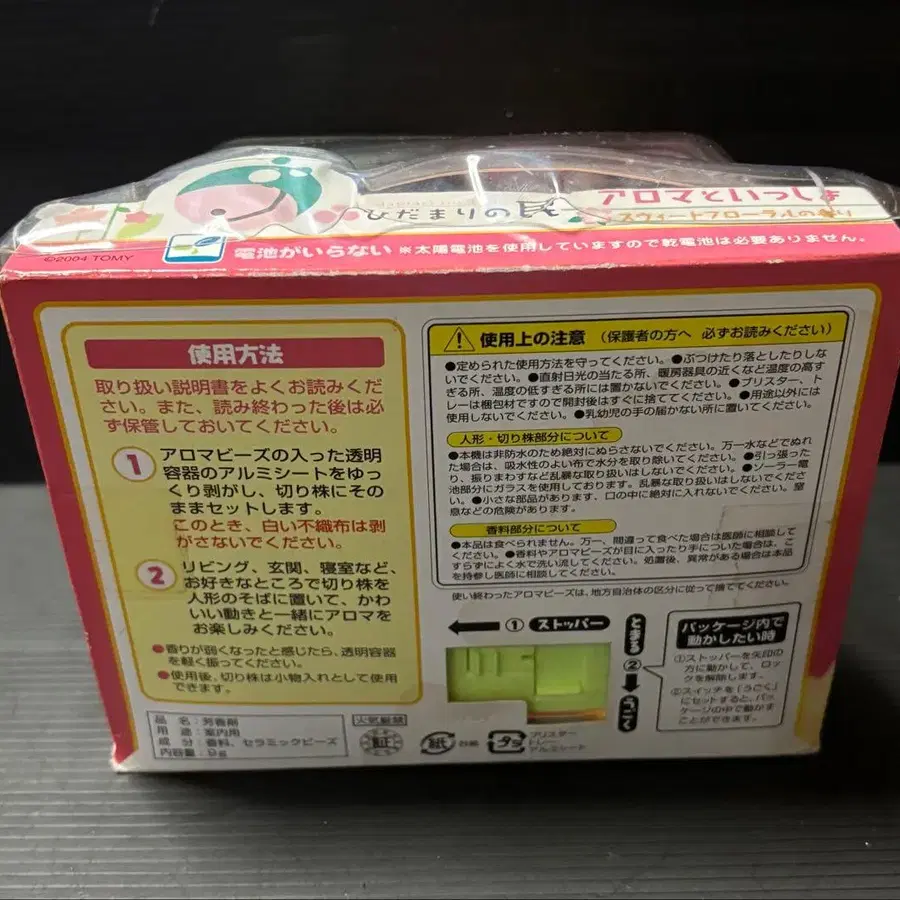 アロマといっしょ
ひだまりの民
スウィートフローラルの香り
©2004 TOMY
電池がいらない ※太陽電池を使用していますので乾電池は必要ありません。
使用方法
取り扱い説明書をよくお読みくだ
さい。また、読み終わった後は必
ず保管しておいてください。
① アロマビーズの入った透明
容器のアルミシートをゆっ
くり剥がし、切り株にその
ままセットします。
このとき、白い不織布は剥
がさないでください。
② リビング、玄関、寝室など、
お好きなところで切り株を
人形のそばに置いて、かわ
いい動きと一緒にアロマを
お楽しみください。
●香りが弱くなったと感じたら、透明容器
を軽く振ってください。
●使用後、切り株は小物入れとして使用
できます。
品 名:芳香剤
用 途:室内用
成 分:香料、セラミックビーズ
内容量:9g
火気厳禁
使用上の注意 (保護者の方へ 必ずお読みください)
●定められた使用方法を守ってください。●ぶつけたり落としたりしな
いでください。●直射日光の当たる所、暖房器具の近くなど温度の高す
ぎる所、温度の低すぎる所には置かないでください。●ブリスター、ト
レーは梱包材ですので開封後はすぐに捨ててください。●用途以外には
使用しないでください。●乳幼児の手の届かない所に置いてください。
人形・切り株部分について
●本機は非防水のため絶対にぬらさないでください。万一水などでぬれ
た場合は、吸水性のよい布で水分を取り除いてください。●引っ張った
り、振りまわすなど乱暴な取り扱いはしないでください。●ソーラー電
池部分にガラスを使用しております。乱暴な取り扱いはしないでくださ
い。●小さな部品があります、口の中に絶対に入れないでください。窒
息などの危険があります。
香料部分について
●本品は食べられません。万一、間違って食べた場合は医師に相談して
ください。●香料やアロマビーズが目に入ったり手についた場合は、こ
すらずによく水で洗い流してください。処置後、異常がある場合は本品
を持参し医師に相談してください。
使い終わったアロマビーズは、地方自治体の区分に従って捨ててください。
① ストッパー
とまる
②
うごく
パッケージ内で
動かしたい時
①ストッパーを矢印の
方に動かして、ロッ
クを解除します。
②スイッチを「うごく」
にセットすると、パッ
ケージの中で動かす
ことができます。
紙 台紙
プラ ブリスター
トレー
アルミシート